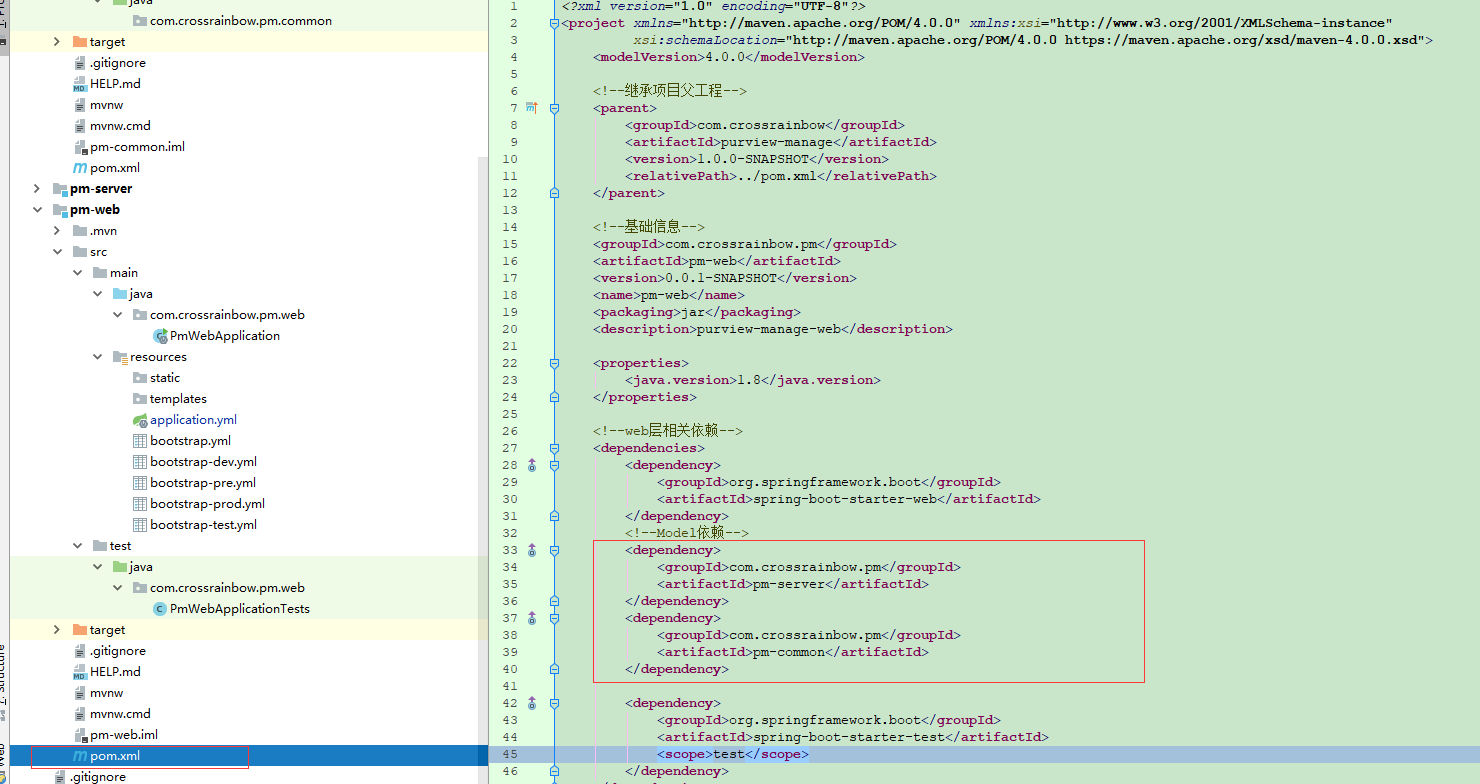 java
com.crossrainbow.pm.common
target
.gitignore
HELP.md
mvnw
mvnw.cmd
pm-common.iml
pom.xml
pm-server
pm-web
.mvn
src
main
java
com.crossrainbow.pm.web
PmWebApplication
resources
static
templates
application.yml
bootstrap.yml
bootstrap-dev.yml
bootstrap-pre.yml
bootstrap-prod.yml
bootstrap-test.yml
test
java
com.crossrainbow.pm.web
PmWebApplicationTests
target
.gitignore
HELP.md
mvnw
mvnw.cmd
pm-web.iml
pom.xml
.gitignore
1 <?xml version="1.0" encoding="UTF-8"?>
2 <project xmlns="http://maven.apache.org/POM/4.0.0" xmlns:xsi="http://www.w3.org/2001/XMLSchema-instance"
3 xsi:schemaLocation="http://maven.apache.org/POM/4.0.0 https://maven.apache.org/xsd/maven-4.0.0.xsd">
4 <modelVersion>4.0.0</modelVersion>
5
6 <!--继承项目父工程-->
7 <parent>
8 <groupId>com.crossrainbow</groupId>
9 <artifactId>purview-manage</artifactId>
10 <version>1.0.0-SNAPSHOT</version>
11 <relativePath>../pom.xml</relativePath>
12 </parent>
13
14 <!--基础信息-->
15 <groupId>com.crossrainbow.pm</groupId>
16 <artifactId>pm-web</artifactId>
17 <version>0.0.1-SNAPSHOT</version>
18 <name>pm-web</name>
19 <packaging>jar</packaging>
20 <description>purview-manage-web</description>
21
22 <properties>
23 <java.version>1.8</java.version>
24 </properties>
25
26 <!--web层相关依赖-->
27 <dependencies>
28 <dependency>
29 <groupId>org.springframework.boot</groupId>
30 <artifactId>spring-boot-starter-web</artifactId>
31 </dependency>
32 <!--Model依赖-->
33 <dependency>
34 <groupId>com.crossrainbow.pm</groupId>
35 <artifactId>pm-server</artifactId>
36 </dependency>
37 <dependency>
38 <groupId>com.crossrainbow.pm</groupId>
39 <artifactId>pm-common</artifactId>
40 </dependency>
41
42 <dependency>
43 <groupId>org.springframework.boot</groupId>
44 <artifactId>spring-boot-starter-test</artifactId>
45 <scope>test</scope>
46 </dependency>